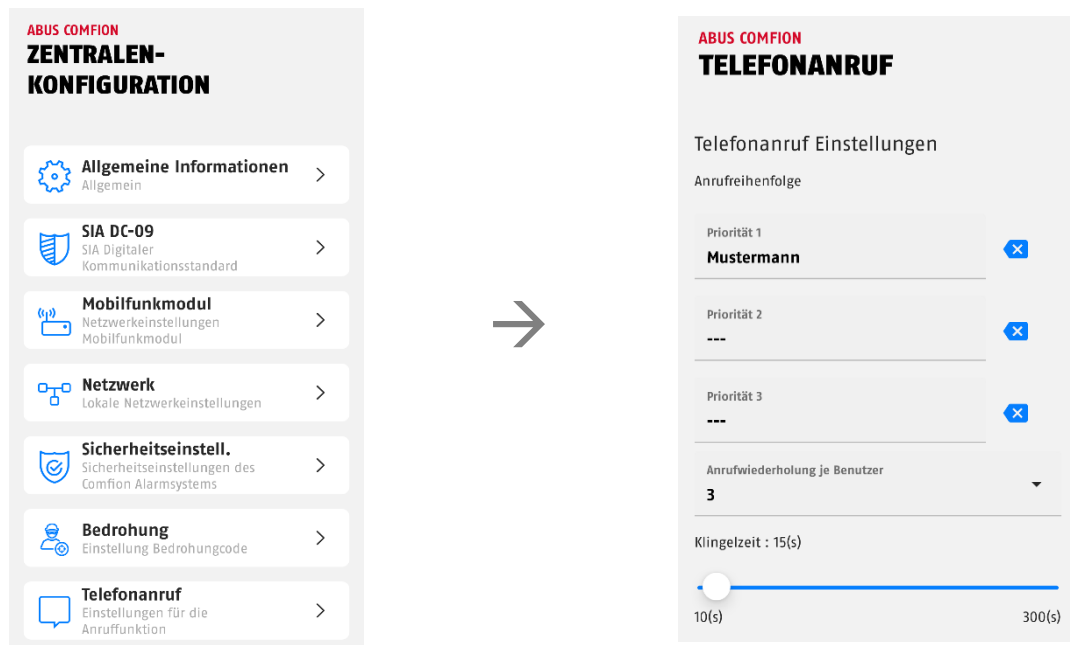 ABUS COMFION
ZENTRALEN-
KONFIGURATION
Allgemeine Informationen
Allgemein
SIA DC-09
SIA Digitaler
Kommunikationsstandard
Mobilfunkmodul
Netzwerkeinstellungen
Mobilfunkmodul
Netzwerk
Lokale Netzwerkeinstellungen
Sicherheitseinstell.
Sicherheitseinstellungen des
Comfion Alarmsystems
Bedrohung
Einstellung Bedrohungcode
Telefonanruf
Einstellungen für die
Anruffunktion
ABUS COMFION
TELEFONANRUF
Telefonanruf Einstellungen
Anrufreihenfolge
Priorität 1
Mustermann
Priorität 2
---
Priorität 3
---
Anrufwiederholung je Benutzer
3
Klingelzeit : 15(s)
10(s) 300(s)